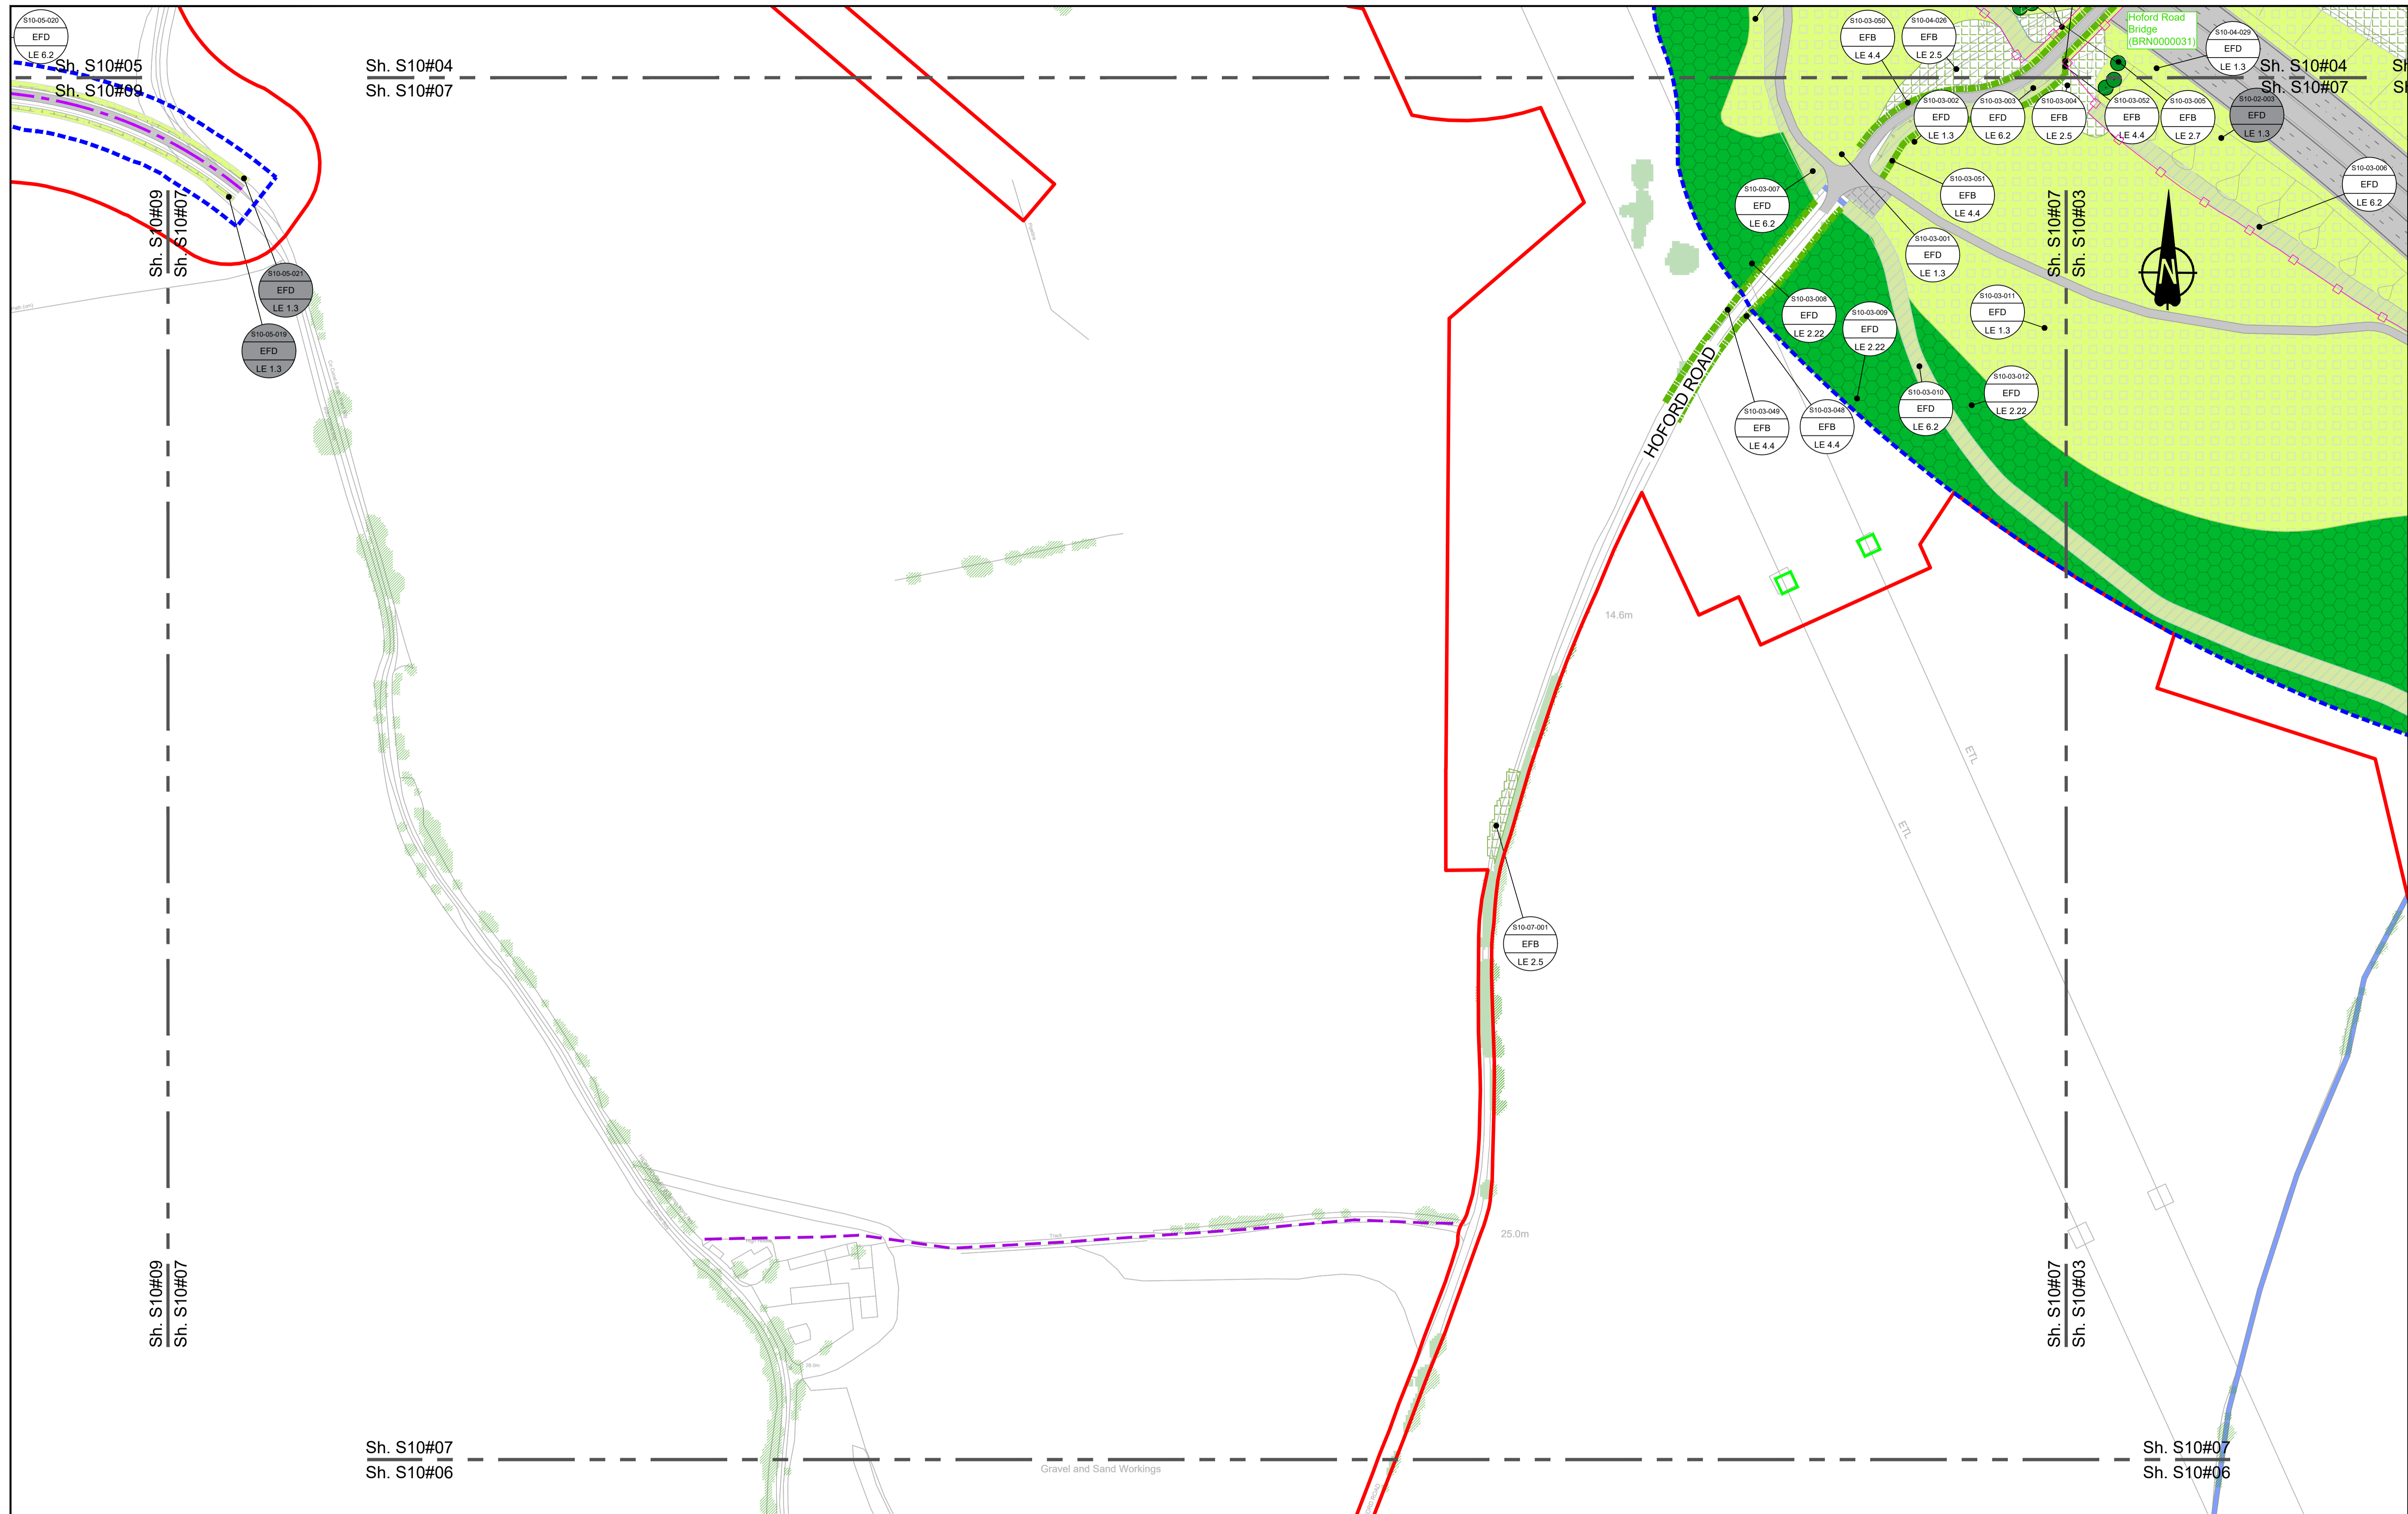 S10-05-020
EFD
LE 6.2
Sh. S10#05
Sh. S10#09
Sh. S10#04
Sh. S10#07
S10-03-050
EFB
LE 4.4
S10-04-026
EFB
LE 2.5
Hoford Road
Bridge
(BRN0000031)
S10-04-029
EFD
LE 1.3
Sh. S10#04
Sh. S10#07
S10-03-002
EFD
LE 1.3
S10-03-003
EFD
LE 6.2
S10-03-004
EFB
LE 2.5
S10-03-052
EFB
LE 4.4
S10-03-005
EFB
LE 2.7
S10-02-003
EFD
LE 1.3
S10-03-006
EFD
LE 6.2
S10-03-007
EFD
LE 6.2
S10-03-051
EFB
LE 4.4
S10-03-001
EFD
LE 1.3
Sh. S10#09
Sh. S10#07
Sh. S10#07
Sh. S10#03
N
S10-05-021
EFD
LE 1.3
S10-05-019
EFD
LE 1.3
S10-03-008
EFD
LE 2.22
S10-03-009
EFD
LE 2.22
S10-03-011
EFD
LE 1.3
S10-03-010
EFD
LE 6.2
S10-03-012
EFD
LE 2.22
HOFORD ROAD
S10-03-049
EFB
LE 4.4
S10-03-048
EFB
LE 4.4
14.6m
ETL
ETL
S10-07-001
EFB
LE 2.5
Track
25.0m
Sh. S10#09
Sh. S10#07
Sh. S10#07
Sh. S10#03
Sh. S10#07
Sh. S10#06
Gravel and Sand Workings
Sh. S10#07
Sh. S10#06